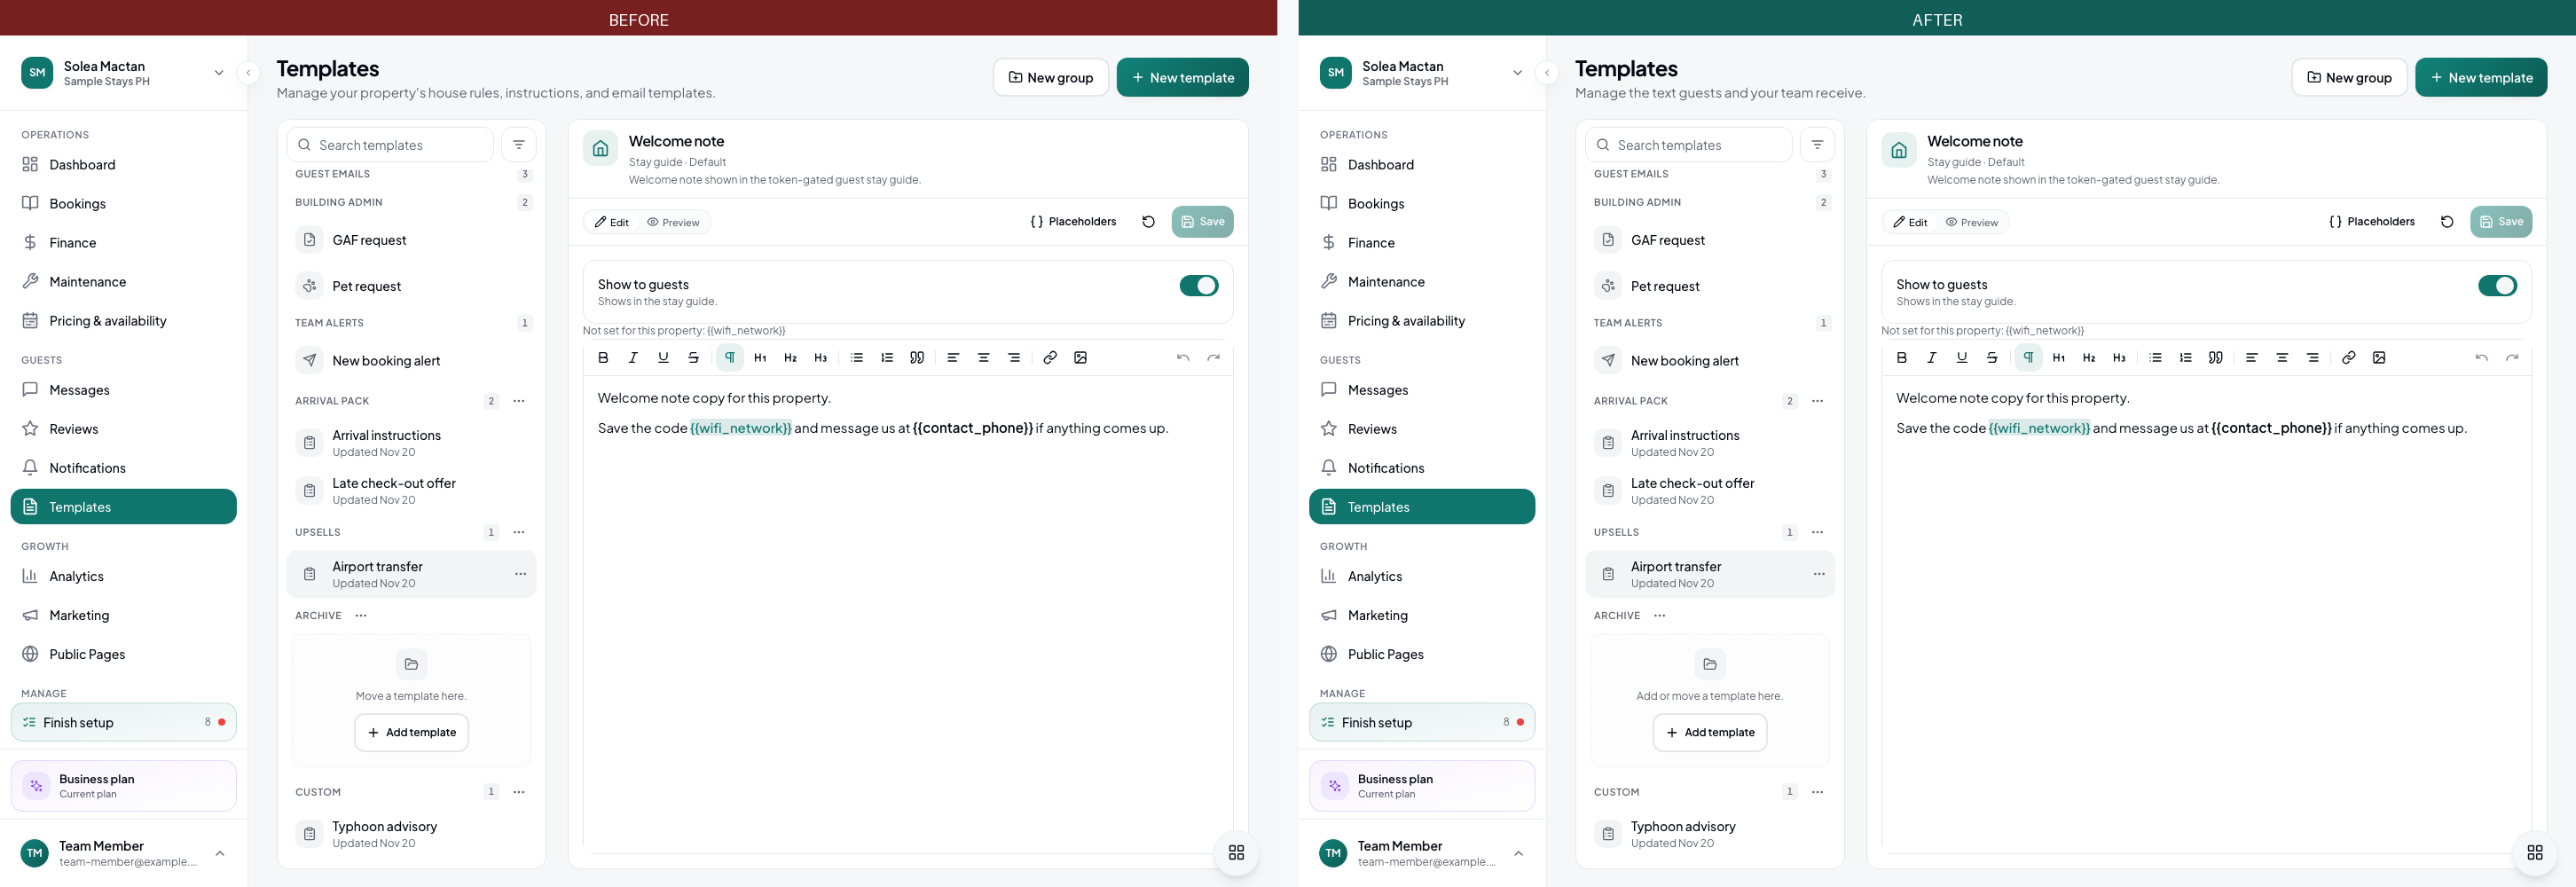 BEFORE
SM
Solea Mactan
Sample Stays PH
OPERATIONS
Dashboard
Bookings
Finance
Maintenance
Pricing & availability
GUESTS
Messages
Reviews
Notifications
Templates
GROWTH
Analytics
Marketing
Public Pages
MANAGE
Finish setup
8
Business plan
Current plan
TM
Team Member
team-member@example....
Templates
Manage your property's house rules, instructions, and email templates.
New group
New template
Search templates
GUEST EMAILS 3
BUILDING ADMIN 2
GAF request
Pet request
TEAM ALERTS 1
New booking alert
ARRIVAL PACK 2
Arrival instructions
Updated Nov 20
Late check-out offer
Updated Nov 20
UPSELLS 1
Airport transfer
Updated Nov 20
ARCHIVE
Move a template here.
Add template
CUSTOM 1
Typhoon advisory
Updated Nov 20
Welcome note
Stay guide · Default
Welcome note shown in the token-gated guest stay guide.
Edit Preview
{ } Placeholders
Save
Show to guests
Shows in the stay guide.
Not set for this property: {{wifi_network}}
B I U S ¶ H1 H2 H3
Welcome note copy for this property.
Save the code {{wifi_network}} and message us at {{contact_phone}} if anything comes up.
AFTER
SM
Solea Mactan
Sample Stays PH
OPERATIONS
Dashboard
Bookings
Finance
Maintenance
Pricing & availability
GUESTS
Messages
Reviews
Notifications
Templates
GROWTH
Analytics
Marketing
Public Pages
MANAGE
Finish setup
8
Business plan
Current plan
TM
Team Member
team-member@example....
Templates
Manage the text guests and your team receive.
New group
New template
Search templates
GUEST EMAILS 3
BUILDING ADMIN 2
GAF request
Pet request
TEAM ALERTS 1
New booking alert
ARRIVAL PACK 2
Arrival instructions
Updated Nov 20
Late check-out offer
Updated Nov 20
UPSELLS 1
Airport transfer
Updated Nov 20
ARCHIVE
Add or move a template here.
Add template
CUSTOM 1
Typhoon advisory
Updated Nov 20
Welcome note
Stay guide · Default
Welcome note shown in the token-gated guest stay guide.
Edit Preview
{ } Placeholders
Save
Show to guests
Shows in the stay guide.
Not set for this property: {{wifi_network}}
B I U S ¶ H1 H2 H3
Welcome note copy for this property.
Save the code {{wifi_network}} and message us at {{contact_phone}} if anything comes up.